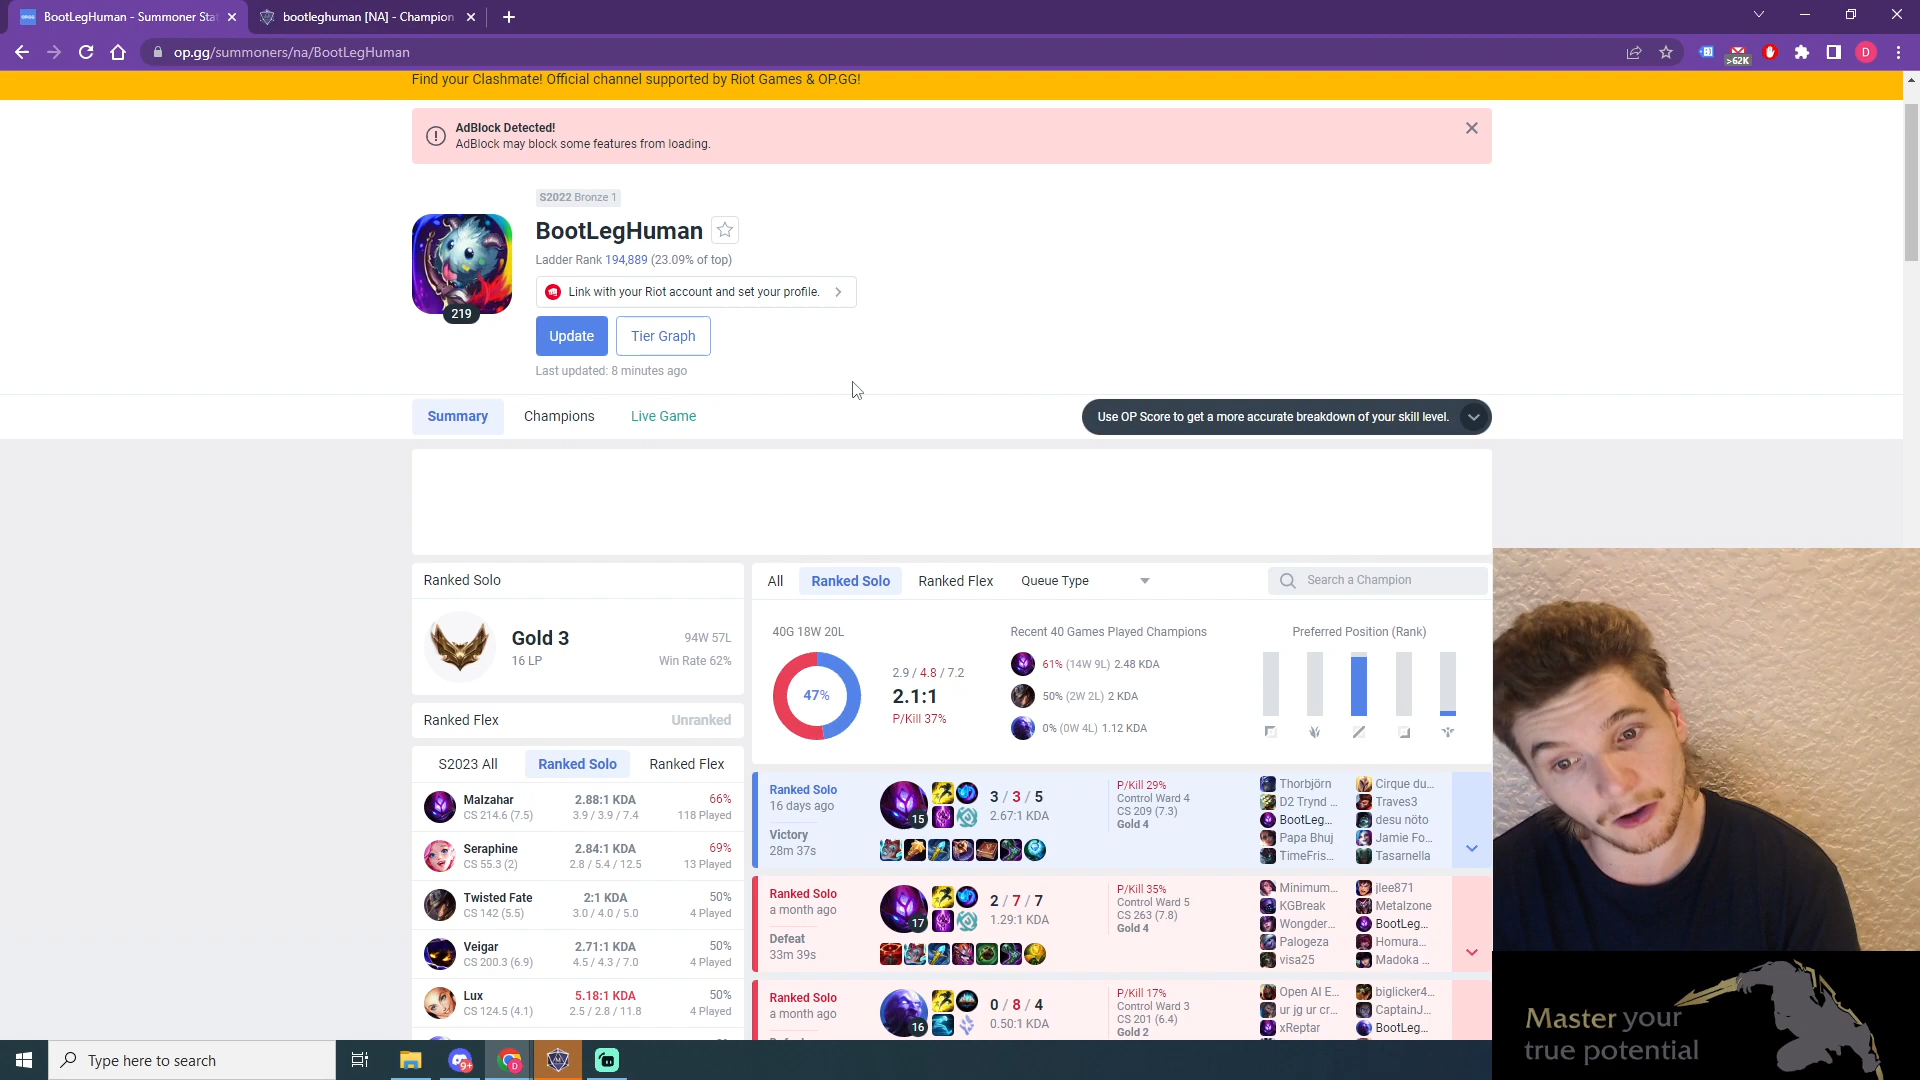 BootLegHuman - Summoner Sta
bootleghuman [NA] - Champion
op.gg/summoners/na/BootLegHuman
>62K
D
Find your Clashmate! Official channel supported by Riot Games & OP.GG!
AdBlock Detected!
AdBlock may block some features from loading.
S2022 Bronze 1
BootLegHuman
Ladder Rank 194,889 (23.09% of top)
Link with your Riot account and set your profile.
219
Update
Tier Graph
Last updated: 8 minutes ago
Summary
Champions
Live Game
Use OP Score to get a more accurate breakdown of your skill level.
Ranked Solo
Gold 3
16 LP
94W 57L
Win Rate 62%
Ranked Flex
Unranked
S2023 All
Ranked Solo
Ranked Flex
Malzahar
CS 214.6 (7.5)
2.88:1 KDA
3.9 / 3.9 / 7.4
66%
118 Played
Seraphine
CS 55.3 (2)
2.84:1 KDA
2.8 / 5.4 / 12.5
69%
13 Played
Twisted Fate
CS 142 (5.5)
2:1 KDA
3.0 / 4.0 / 5.0
50%
4 Played
Veigar
CS 200.3 (6.9)
2.71:1 KDA
4.5 / 4.3 / 7.0
50%
4 Played
Lux
CS 124.5 (4.1)
5.18:1 KDA
2.5 / 2.8 / 11.8
50%
4 Played
All
Ranked Solo
Ranked Flex
Queue Type
Search a Champion
40G 18W 20L
47%
2.9 / 4.8 / 7.2
2.1:1
P/Kill 37%
Recent 40 Games Played Champions
61% (14W 9L) 2.48 KDA
50% (2W 2L) 2 KDA
0% (0W 4L) 1.12 KDA
Preferred Position (Rank)
Ranked Solo
16 days ago
Victory
28m 37s
15
3 / 3 / 5
2.67:1 KDA
P/Kill 29%
Control Ward 4
CS 209 (7.3)
Gold 4
Thorbjörn
D2 Trynd ...
BootLeg...
Papa Bhuj
TimeFris...
Cirque du...
Traves3
desu nöto
Jamie Fo...
Tasarnella
Ranked Solo
a month ago
Defeat
33m 39s
17
2 / 7 / 7
1.29:1 KDA
P/Kill 35%
Control Ward 5
CS 263 (7.8)
Gold 4
Minimum...
KGBreak
Wonder...
Palogeza
visa25
jlee871
Metalzone
BootLeg...
Homura...
Madoka ...
Ranked Solo
a month ago
16
0 / 8 / 4
0.50:1 KDA
P/Kill 17%
Control Ward 3
CS 201 (6.4)
Gold 2
Open AI E...
ur jg ur cr...
xReptar
biglicker4...
CaptainJ...
BootLeg...
Master your
true potential
Type here to search
9+
D